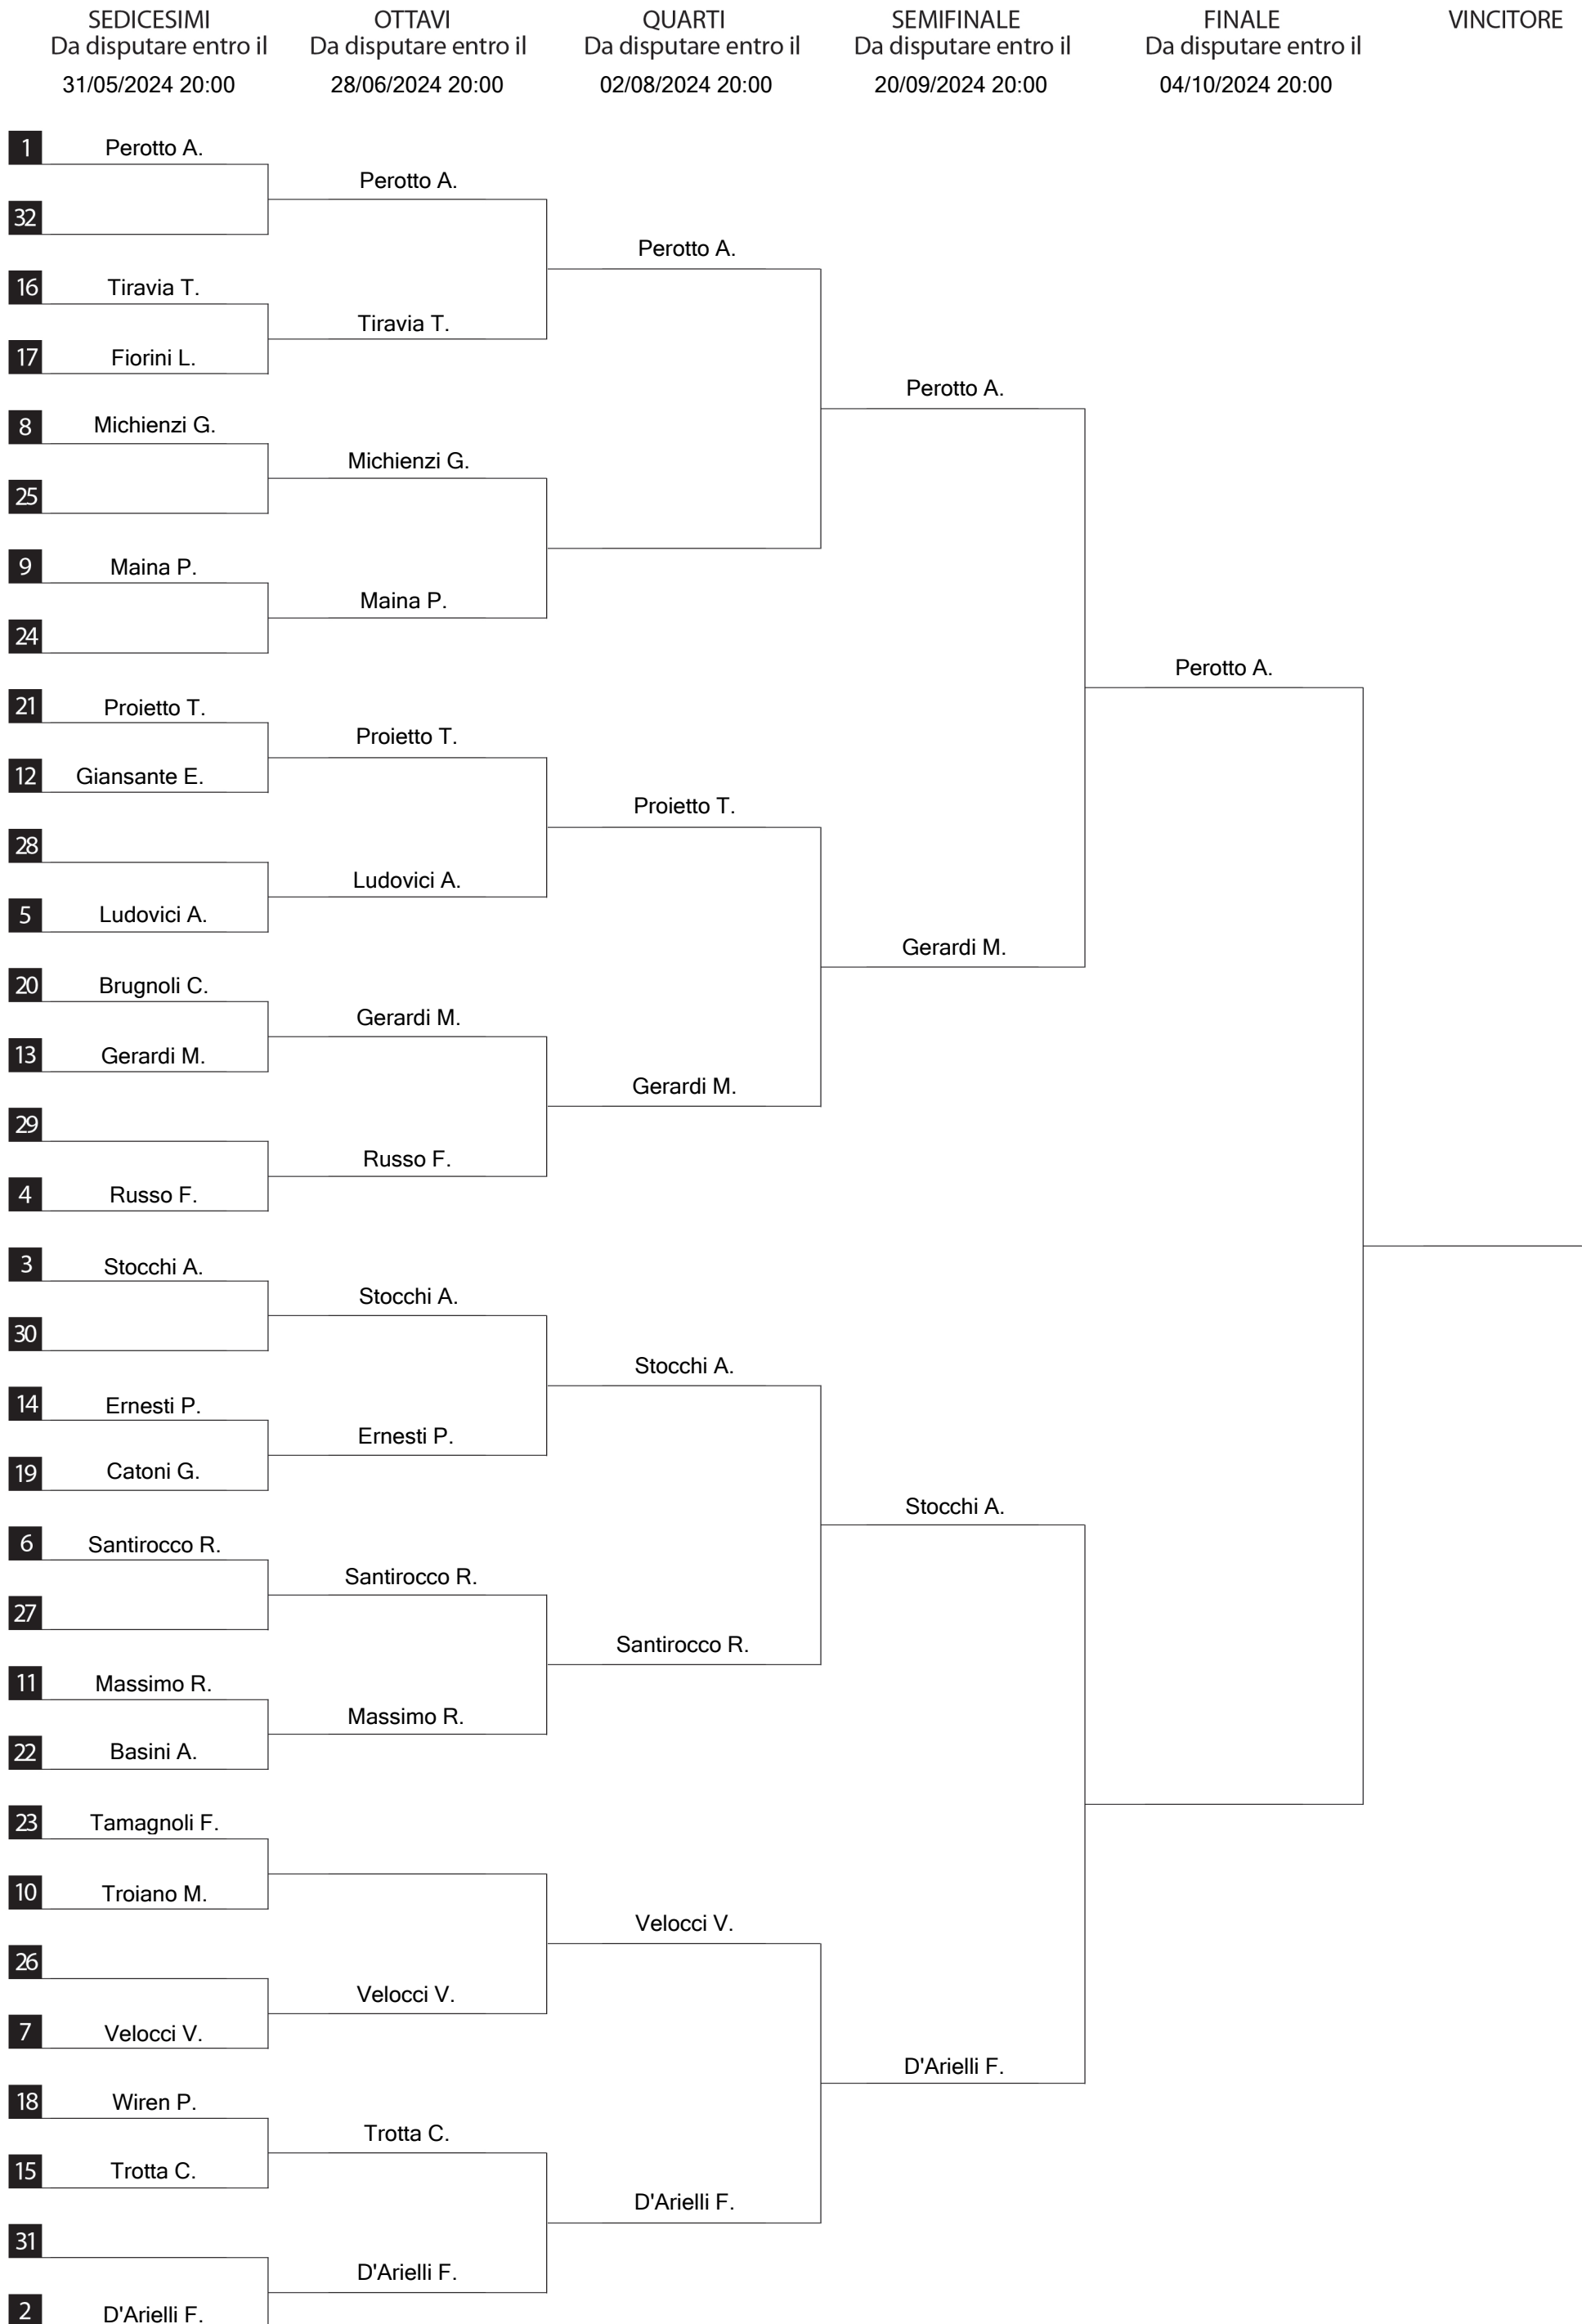 SEDICESIMI
Da disputare entro il
31/05/2024 20:00
OTTAVI
Da disputare entro il
28/06/2024 20:00
QUARTI
Da disputare entro il
02/08/2024 20:00
SEMIFINALE
Da disputare entro il
20/09/2024 20:00
FINALE
Da disputare entro il
04/10/2024 20:00
VINCITORE
1 Perotto A.
32
16 Tiravia T.
17 Fiorini L.
8 Michienzi G.
25
9 Maina P.
24
21 Proietto T.
12 Giansante E.
28
5 Ludovici A.
20 Brugnoli C.
13 Gerardi M.
29
4 Russo F.
3 Stocchi A.
30
14 Ernesti P.
19 Catoni G.
6 Santirocco R.
27
11 Massimo R.
22 Basini A.
23 Tamagnoli F.
10 Troiano M.
26
7 Velocci V.
18 Wiren P.
15 Trotta C.
31
2 D'Arielli F.
Perotto A.
Tiravia T.
Michienzi G.
Maina P.
Proietto T.
Ludovici A.
Gerardi M.
Russo F.
Stocchi A.
Ernesti P.
Santirocco R.
Massimo R.
Velocci V.
Trotta C.
D'Arielli F.
Perotto A.
Proietto T.
Gerardi M.
Stocchi A.
Santirocco R.
Velocci V.
D'Arielli F.
Perotto A.
Gerardi M.
Stocchi A.
D'Arielli F.
Perotto A.